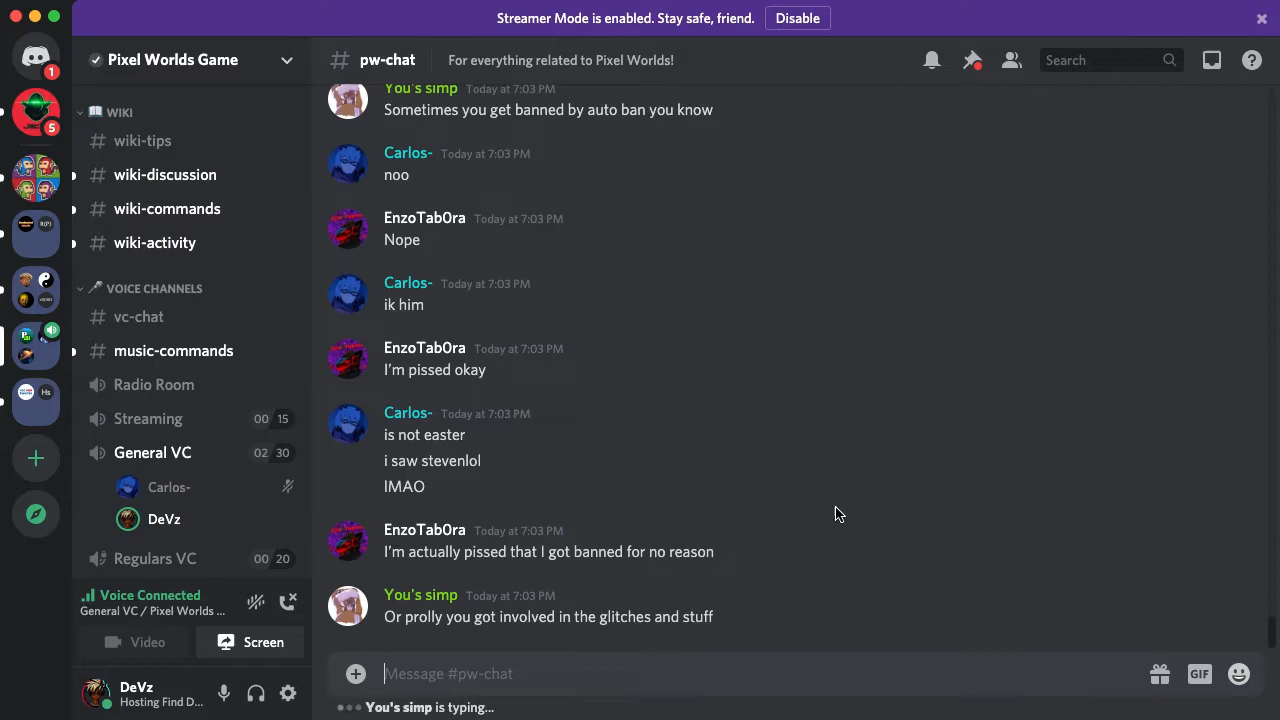 Streamer Mode is enabled. Stay safe, friend.
Disable
1
5
Pixel Worlds Game
WIKI
wiki-tips
wiki-discussion
wiki-commands
wiki-activity
VOICE CHANNELS
vc-chat
music-commands
Radio Room
Streaming 00 15
General VC 02 30
Carlos-
DeVz
Regulars VC 00 20
Voice Connected
General VC / Pixel Worlds ...
Video
Screen
DeVz
Hosting Find D...
# pw-chat
For everything related to Pixel Worlds!
Search
You's simp Today at 7:03 PM
Sometimes you get banned by auto ban you know
Carlos- Today at 7:03 PM
noo
EnzoTab0ra Today at 7:03 PM
Nope
Carlos- Today at 7:03 PM
ik him
EnzoTab0ra Today at 7:03 PM
I'm pissed okay
Carlos- Today at 7:03 PM
is not easter
i saw stevenlol
lMAO
EnzoTab0ra Today at 7:03 PM
I'm actually pissed that I got banned for no reason
You's simp Today at 7:03 PM
Or prolly you got involved in the glitches and stuff
Message #pw-chat
GIF
You's simp is typing...